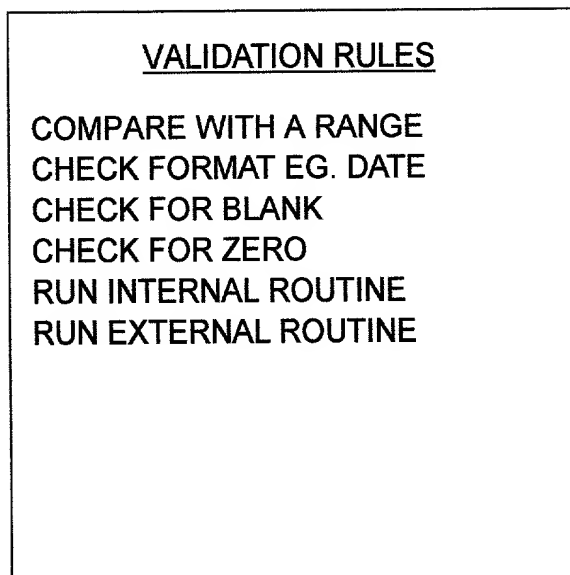 VALIDATION RULES
COMPARE WITH A RANGE
CHECK FORMAT EG. DATE
CHECK FOR BLANK
CHECK FOR ZERO
RUN INTERNAL ROUTINE
RUN EXTERNAL ROUTINE